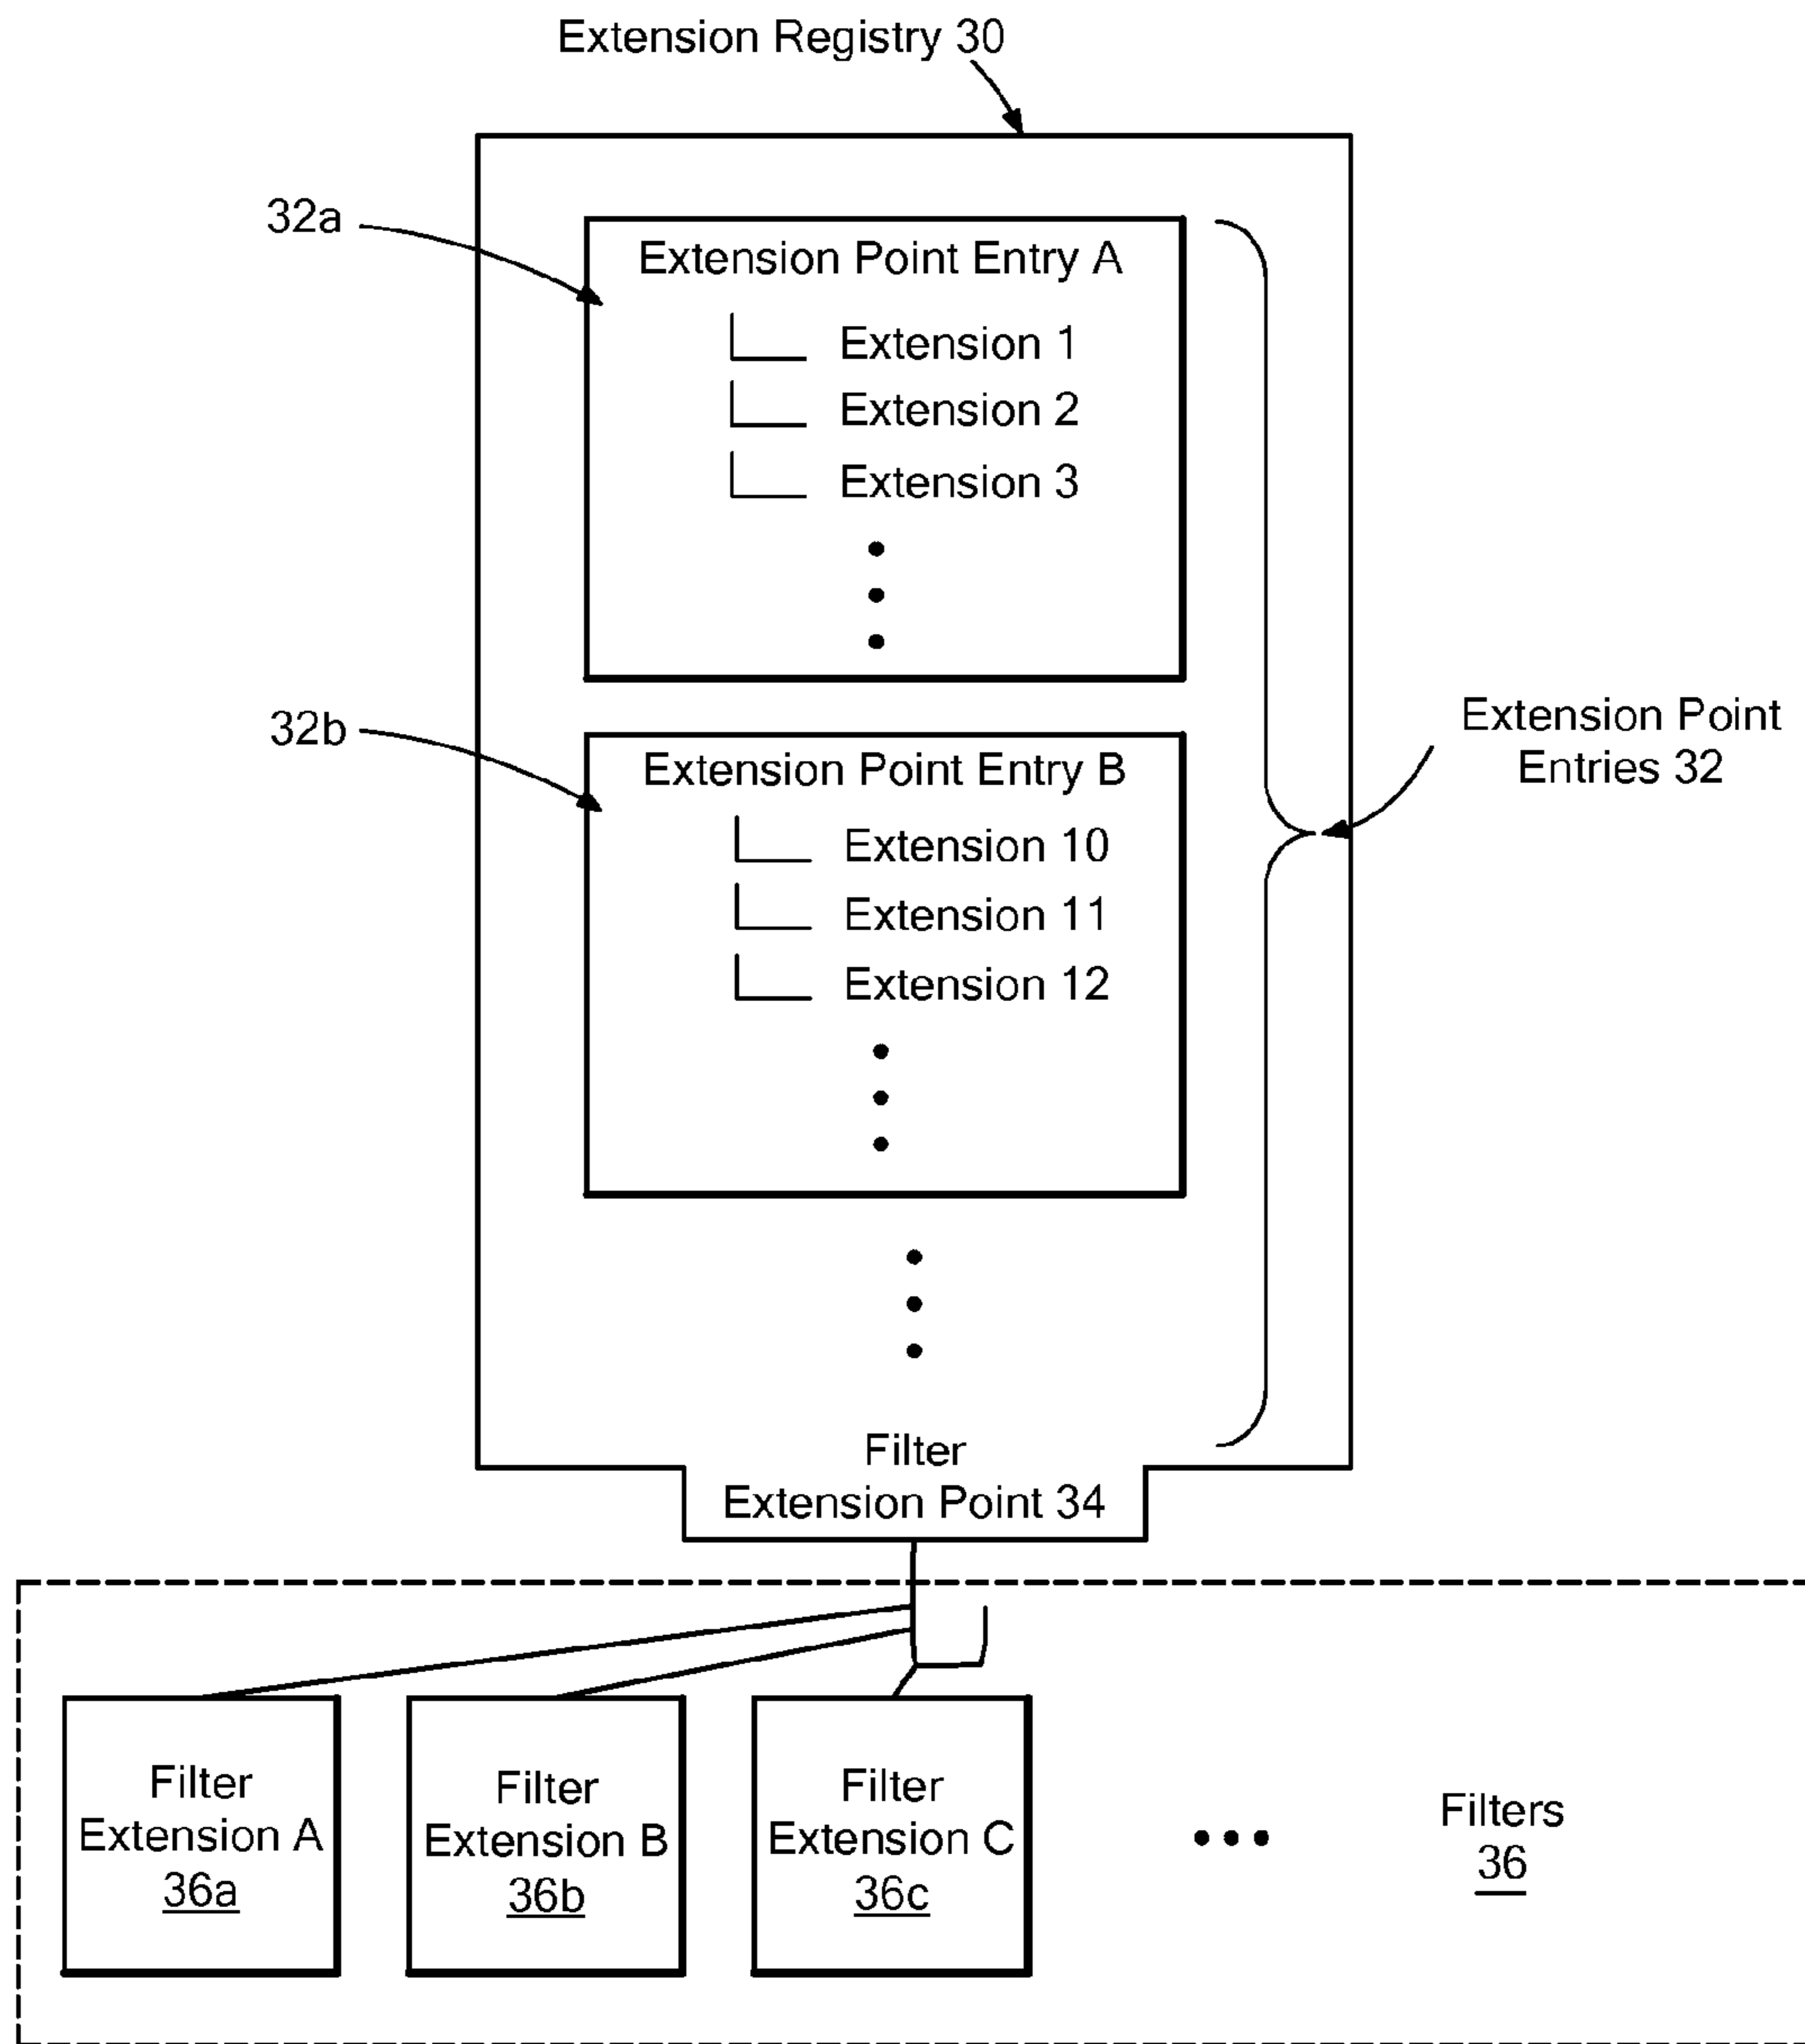 Extension Registry 30
32a
Extension Point Entry A
Extension 1
Extension 2
Extension 3
32b
Extension Point Entry B
Extension 10
Extension 11
Extension 12
Extension Point
Entries 32
Filter
Extension Point 34
Filter
Extension A
36a
Filter
Extension B
36b
Filter
Extension C
36c
Filters
36